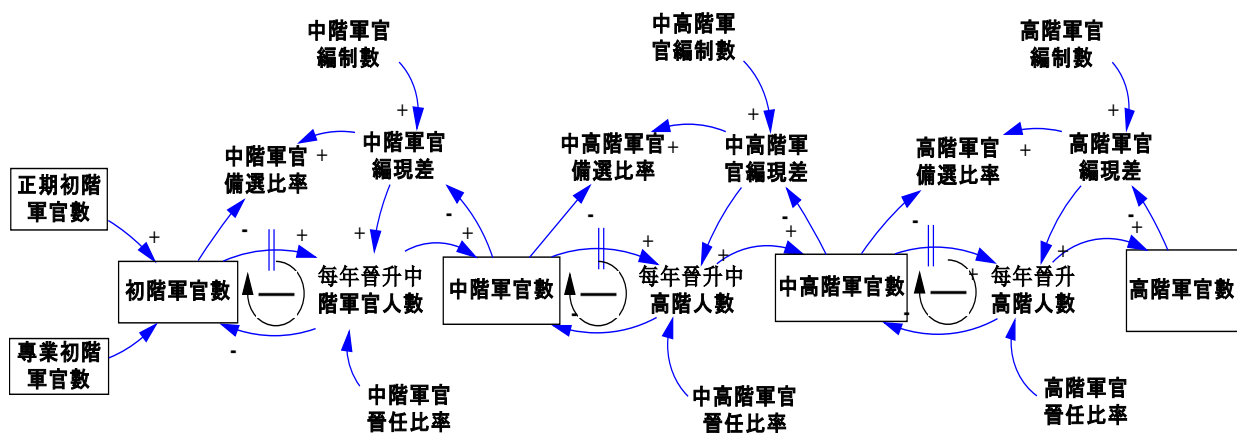 中階軍官
編制數
中高階軍
官編制數
高階軍官
編制數
+
+
+
中階軍官
編現差
中高階軍
官編現差
高階軍官
編現差
中階軍官
備選比率
+
中高階軍官
備選比率
+
高階軍官
備選比率
+
正期初階
軍官數
+
-
+
+
-
+
-
+
+
-
+
-
+
+
-
+
初階軍官數
每年晉升中
階軍官人數
中階軍官數
每年晉升中
高階人數
中高階軍官數
每年晉升
高階人數
高階軍官數
+
-
-
-
專業初階
軍官數
中階軍官
晉任比率
中高階軍官
晉任比率
高階軍官
晉任比率